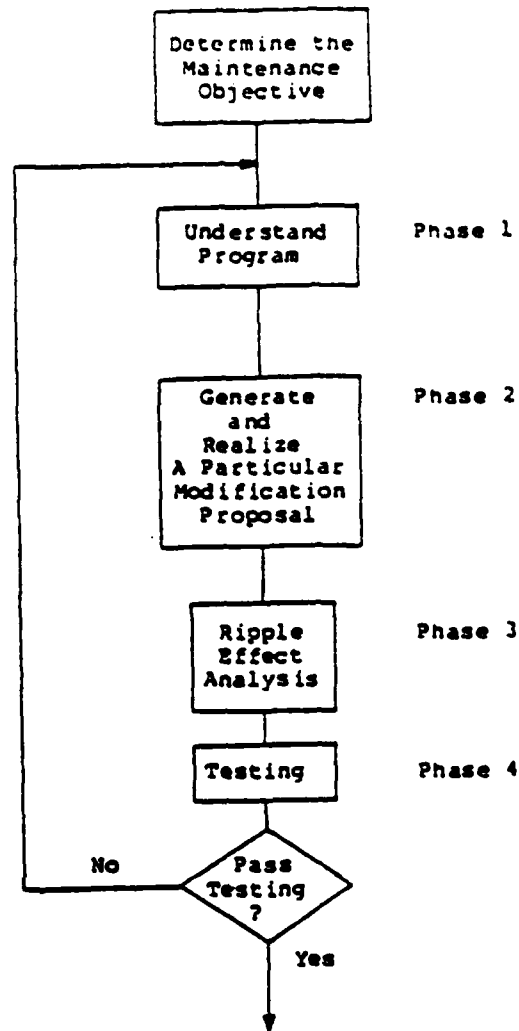 Determine the
Maintenance
Objective
Understand
Program
Phase 1
Generate
and
Realize
A Particular
Modification
Proposal
Phase 2
Ripple
Effect
Analysis
Phase 3
Testing
Phase 4
Pass
Testing
?
No
Yes